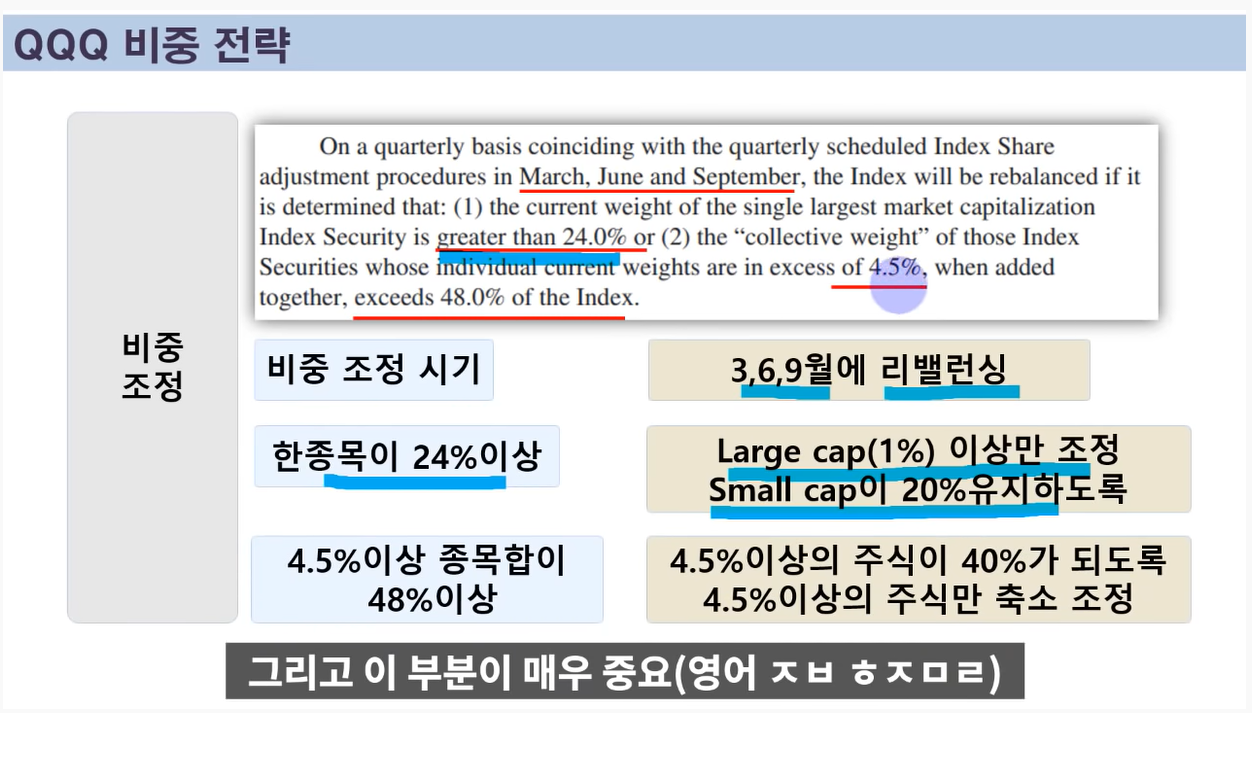 QQQ 비중 전략
On a quarterly basis coinciding with the quarterly scheduled Index Share
adjustment procedures in March, June and September, the Index will be rebalanced if it
is determined that: (1) the current weight of the single largest market capitalization
Index Security is greater than 24.0% or (2) the “collective weight” of those Index
Securities whose individual current weights are in excess of 4.5%, when added
together, exceeds 48.0% of the Index.
비중
조정
비중 조정 시기
3,6,9월에 리밸런싱
한종목이 24%이상
Large cap(1%) 이상만 조정
Small cap이 20%유지하도록
4.5%이상 종목합이
48%이상
4.5%이상의 주식이 40%가 되도록
4.5%이상의 주식만 축소 조정
그리고 이 부분이 매우 중요(영어 ㅈㅂ ㅎㅈㅁㄹ)